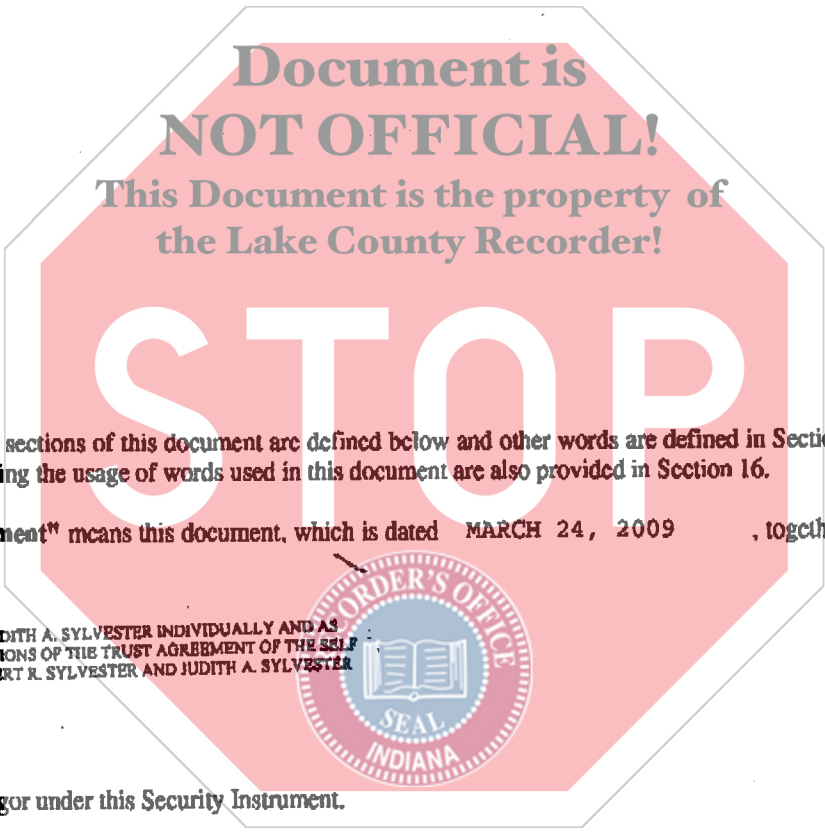 Document is
NOT OFFICIAL!
This Document is the property of
the Lake County Recorder!
STOP
sections of this document are defined below and other words are defined in Secti
ing the usage of words used in this document are also provided in Section 16.
ment" means this document, which is dated MARCH 24, 2009 , togeth
DITH A. SYLVESTER INDIVIDUALLY AND AS
IONS OF THE TRUST AGREEMENT OF THE SELF
RT R. SYLVESTER AND JUDITH A. SYLVESTER
RECORDER'S OFFICE
SEAL
INDIANA
gor under this Security Instrument.